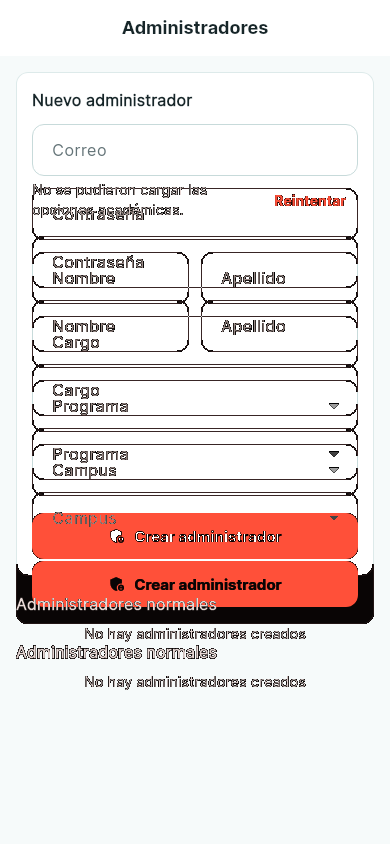 Administradores
Nuevo administrador
Correo
No se pudieron cargar las
opciones académicas.
Reintentar
Contraseña
Contraseña
Nombre
Apellido
Nombre
Apellido
Cargo
Cargo
Programa
Programa
Campus
Campus
Crear administrador
Crear administrador
Administradores normales
No hay administradores creados
Administradores normales
No hay administradores creados